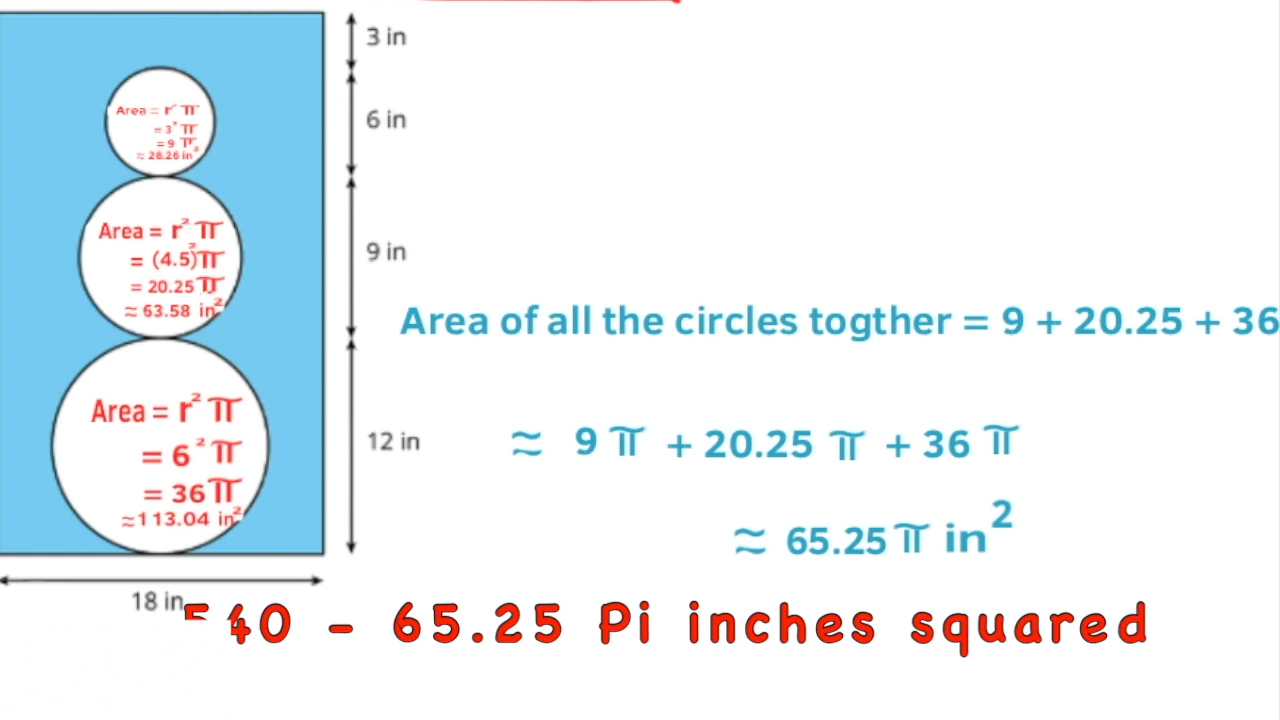 3 in
Area = r² π
= 3² π
= 9 π
≈ 28.26 in²
6 in
Area = r² π
= (4.5)² π
= 20.25 π
≈ 63.58 in²
9 in
Area of all the circles togther = 9 + 20.25 + 36
Area = r² π
= 6² π
= 36 π
≈ 113.04 in²
12 in
≈ 9 π + 20.25 π + 36 π
≈ 65.25 π in²
18 in
540 – 65.25 Pi inches squared